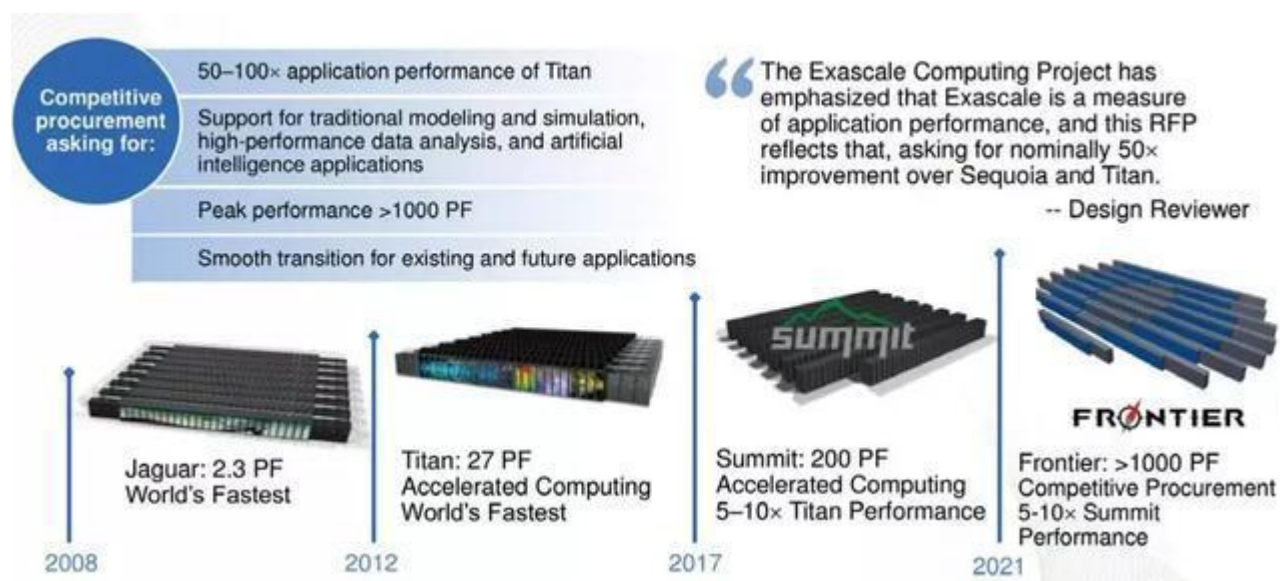 Competitive
procurement
asking for:
50–100× application performance of Titan
Support for traditional modeling and simulation,
high-performance data analysis, and artificial
intelligence applications
Peak performance >1000 PF
Smooth transition for existing and future applications
“
The Exascale Computing Project has
emphasized that Exascale is a measure
of application performance, and this RFP
reflects that, asking for nominally 50×
improvement over Sequoia and Titan.
-- Design Reviewer
summit
FRONTIER
Jaguar: 2.3 PF
World’s Fastest
Titan: 27 PF
Accelerated Computing
World’s Fastest
Summit: 200 PF
Accelerated Computing
5–10× Titan Performance
Frontier: >1000 PF
Competitive Procurement
5-10× Summit
Performance
2008
2012
2017
2021